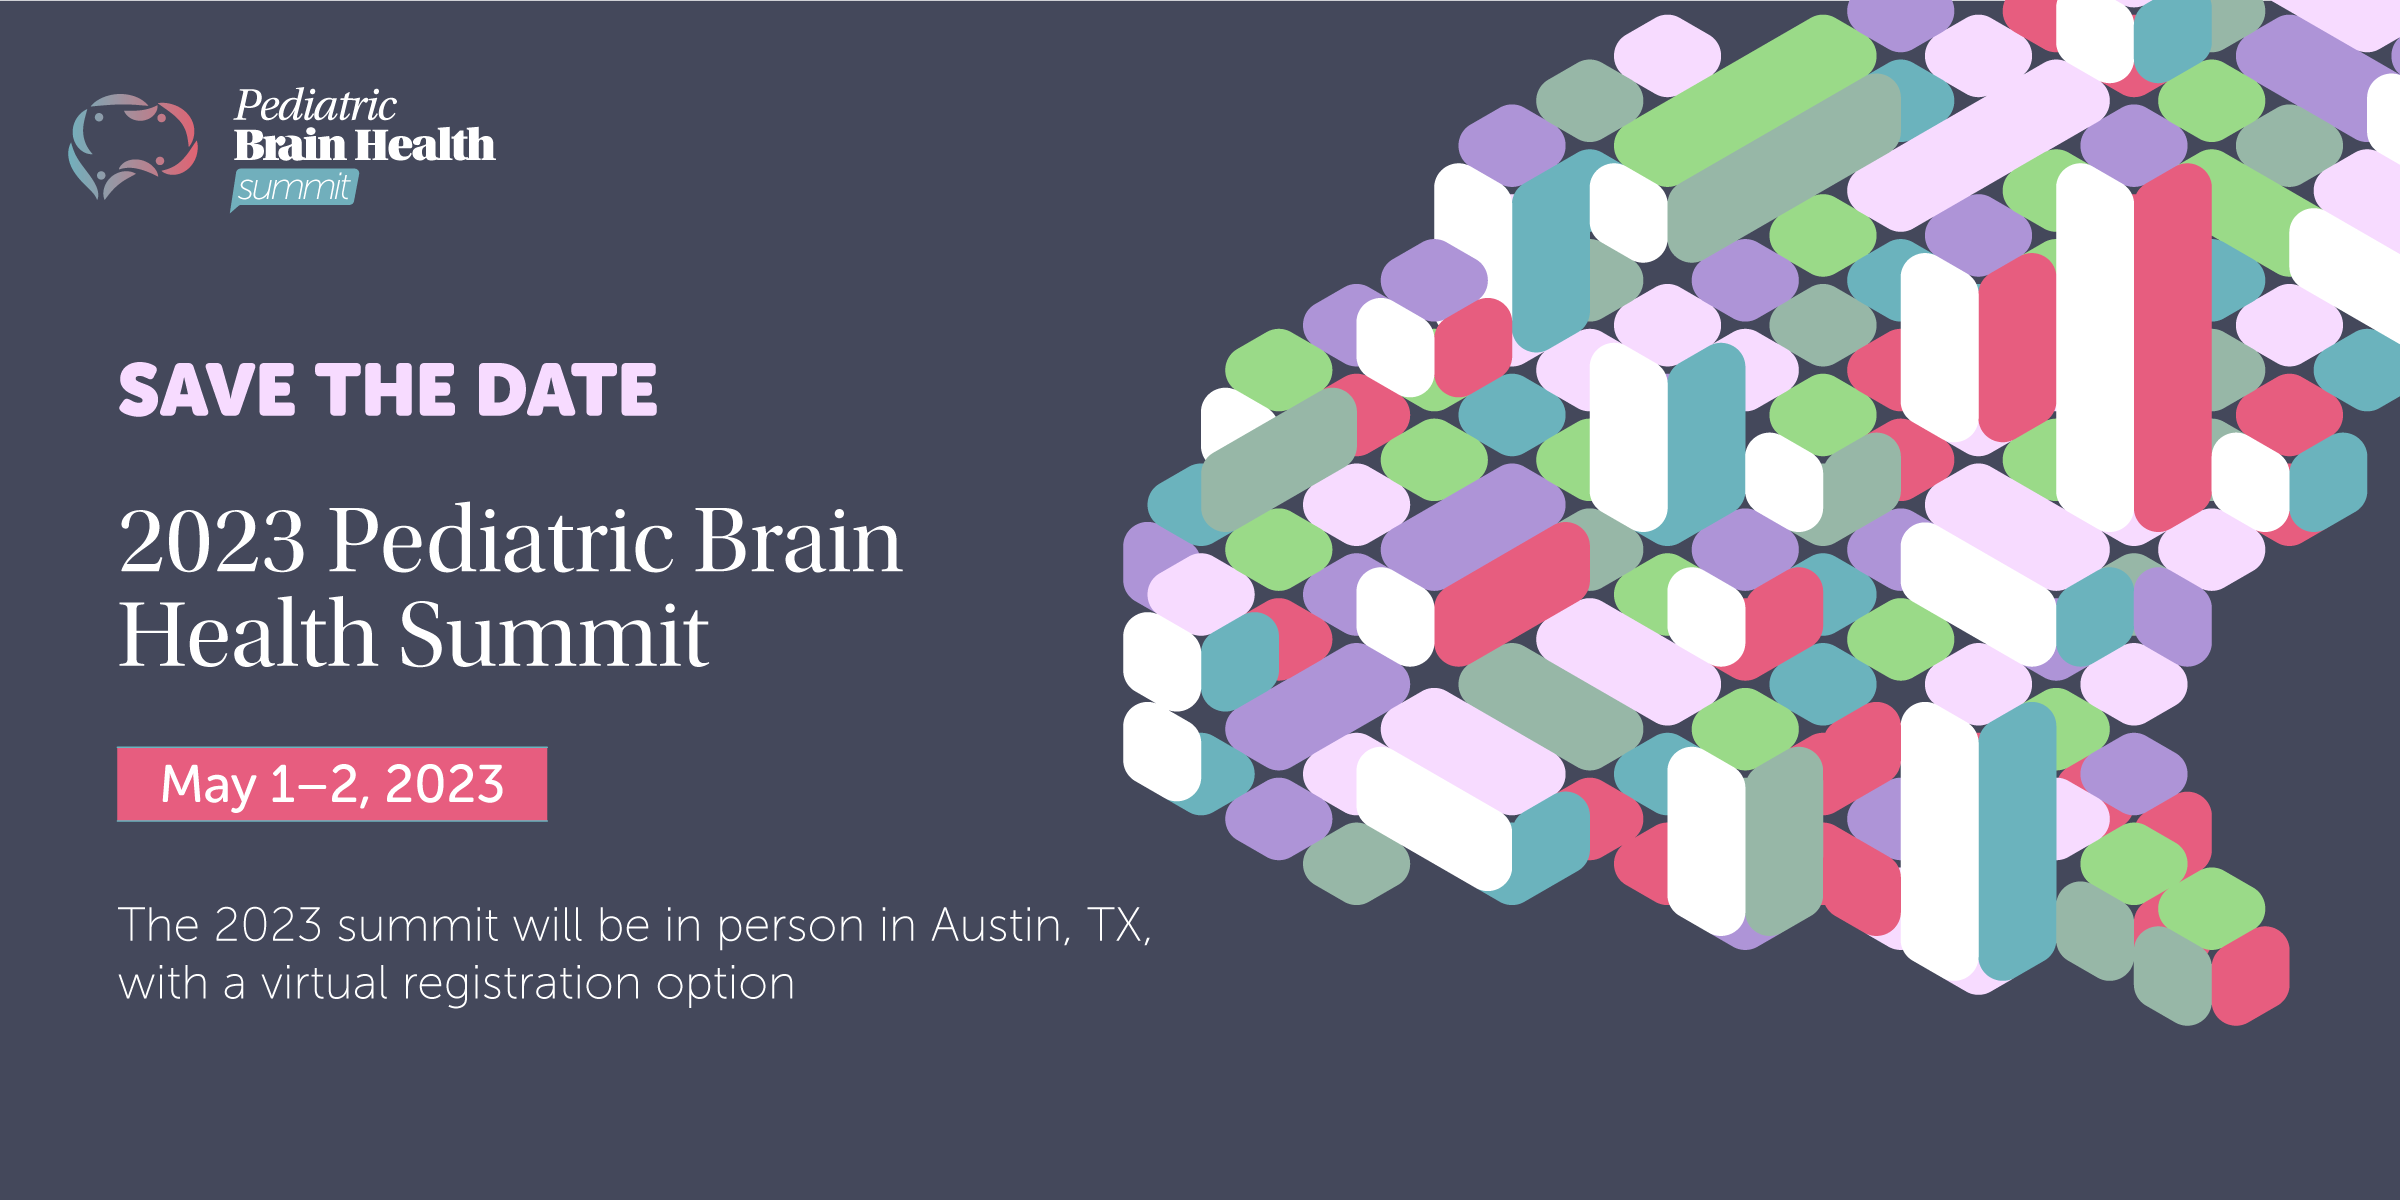 Pediatric
Brain Health
summit
SAVE THE DATE
2023 Pediatric Brain
Health Summit
May 1–2, 2023
The 2023 summit will be in person in Austin, TX,
with a virtual registration option